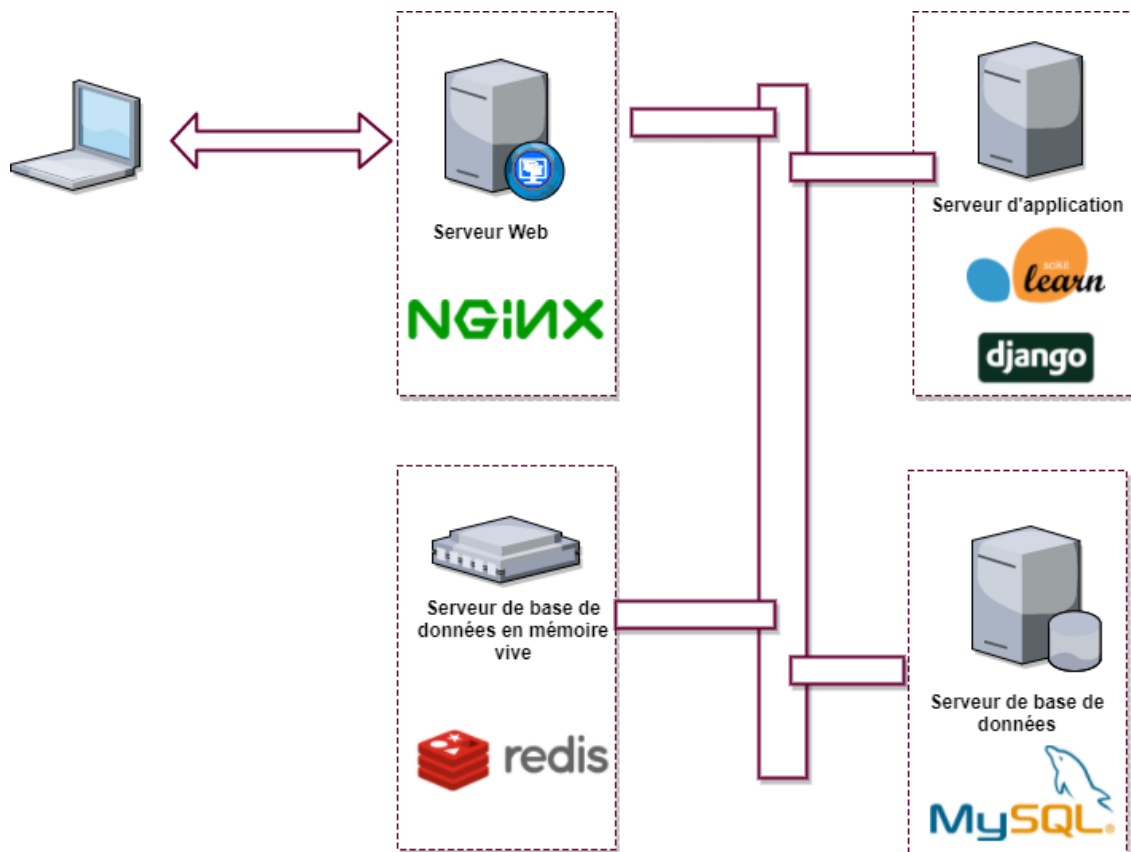 Serveur Web
NGiNX
Serveur d'application
scikit
learn
django
Serveur de base de
données en mémoire
vive
redis
Serveur de base de
données
MySQL®